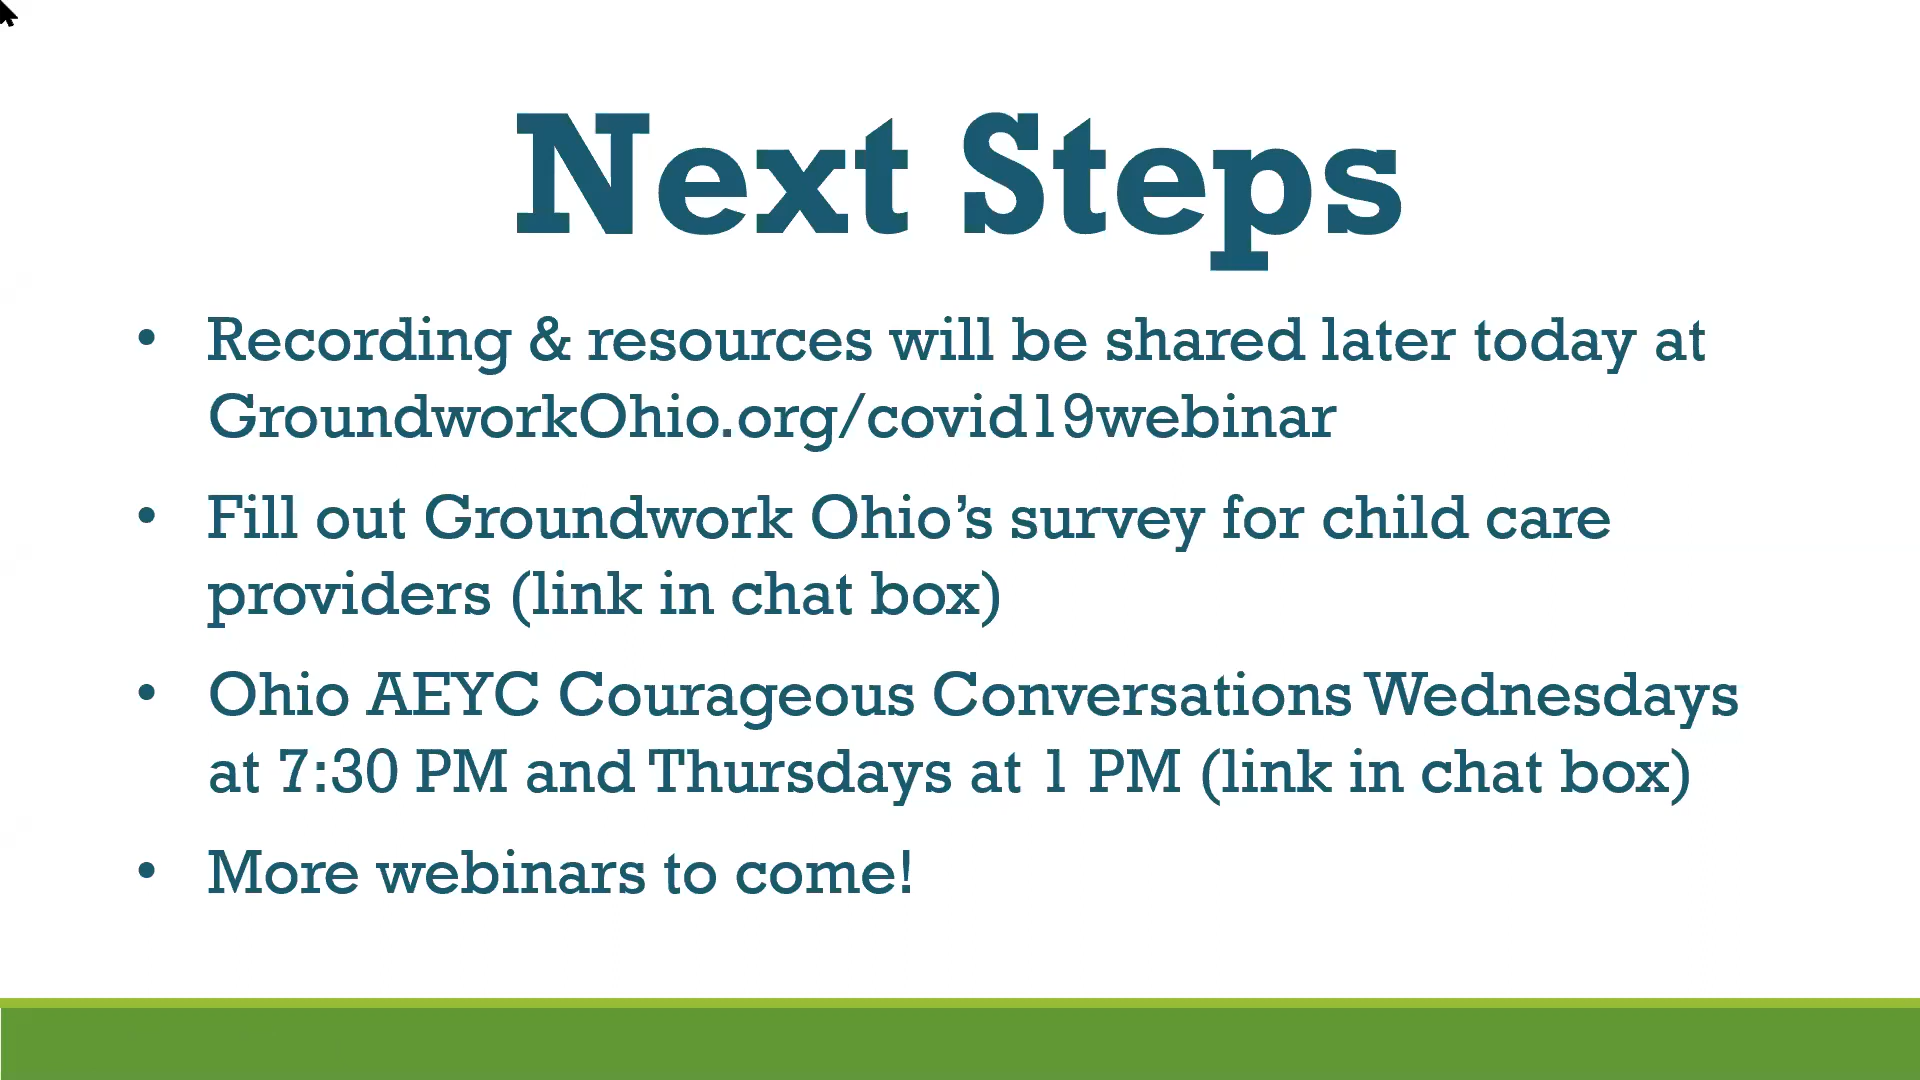 Next Steps
• Recording & resources will be shared later today at
GroundworkOhio.org/covid19webinar
• Fill out Groundwork Ohio’s survey for child care
providers (link in chat box)
• Ohio AEYC Courageous Conversations Wednesdays
at 7:30 PM and Thursdays at 1 PM (link in chat box)
• More webinars to come!